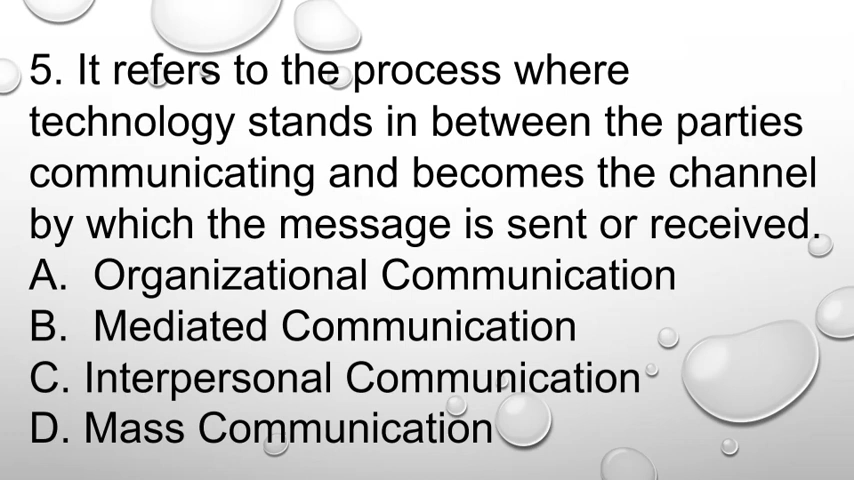 5. It refers to the process where
technology stands in between the parties
communicating and becomes the channel
by which the message is sent or received.
A. Organizational Communication
B. Mediated Communication
C. Interpersonal Communication
D. Mass Communication